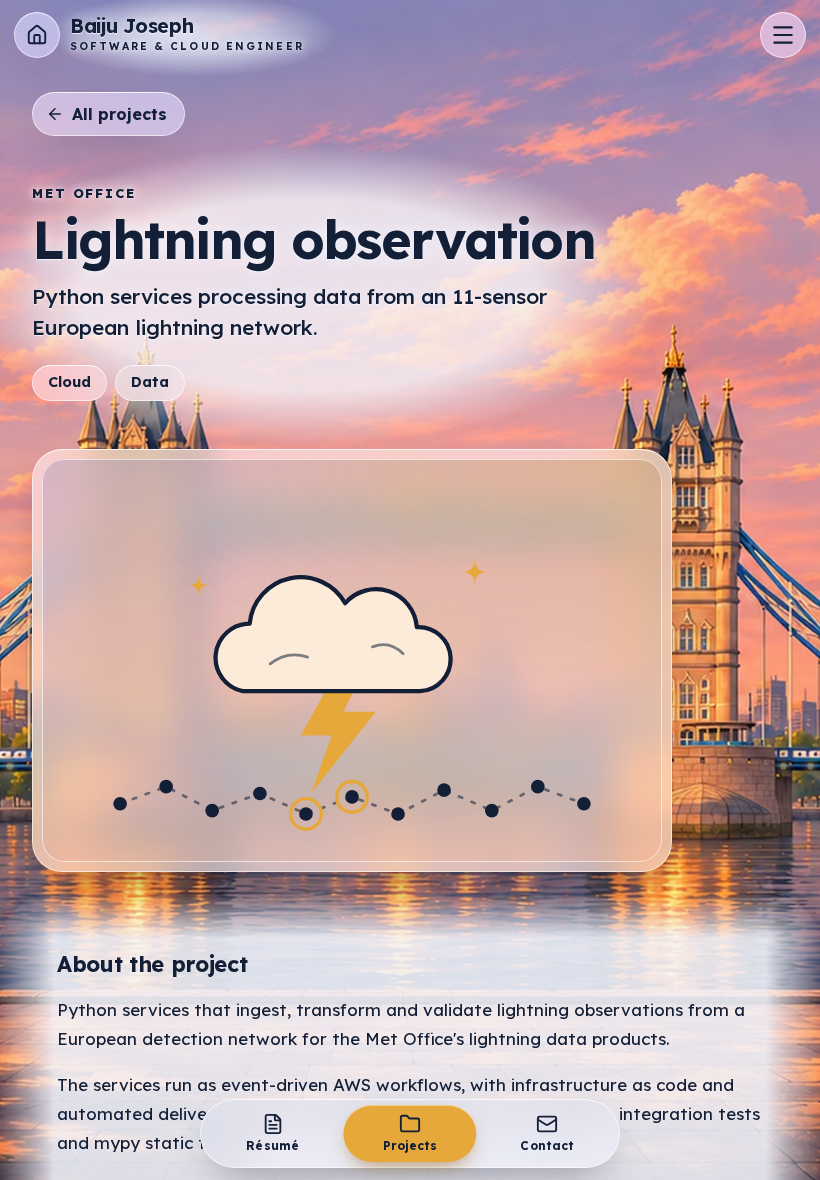 Baiju Joseph
SOFTWARE & CLOUD ENGINEER
All projects
MET OFFICE
Lightning observation
Python services processing data from an 11-sensor
European lightning network.
Cloud
Data
About the project
Python services that ingest, transform and validate lightning observations from a
European detection network for the Met Office's lightning data products.
The services run as event-driven AWS workflows, with infrastructure as code and
automated integration tests
and mypy static
Résumé
Projects
Contact